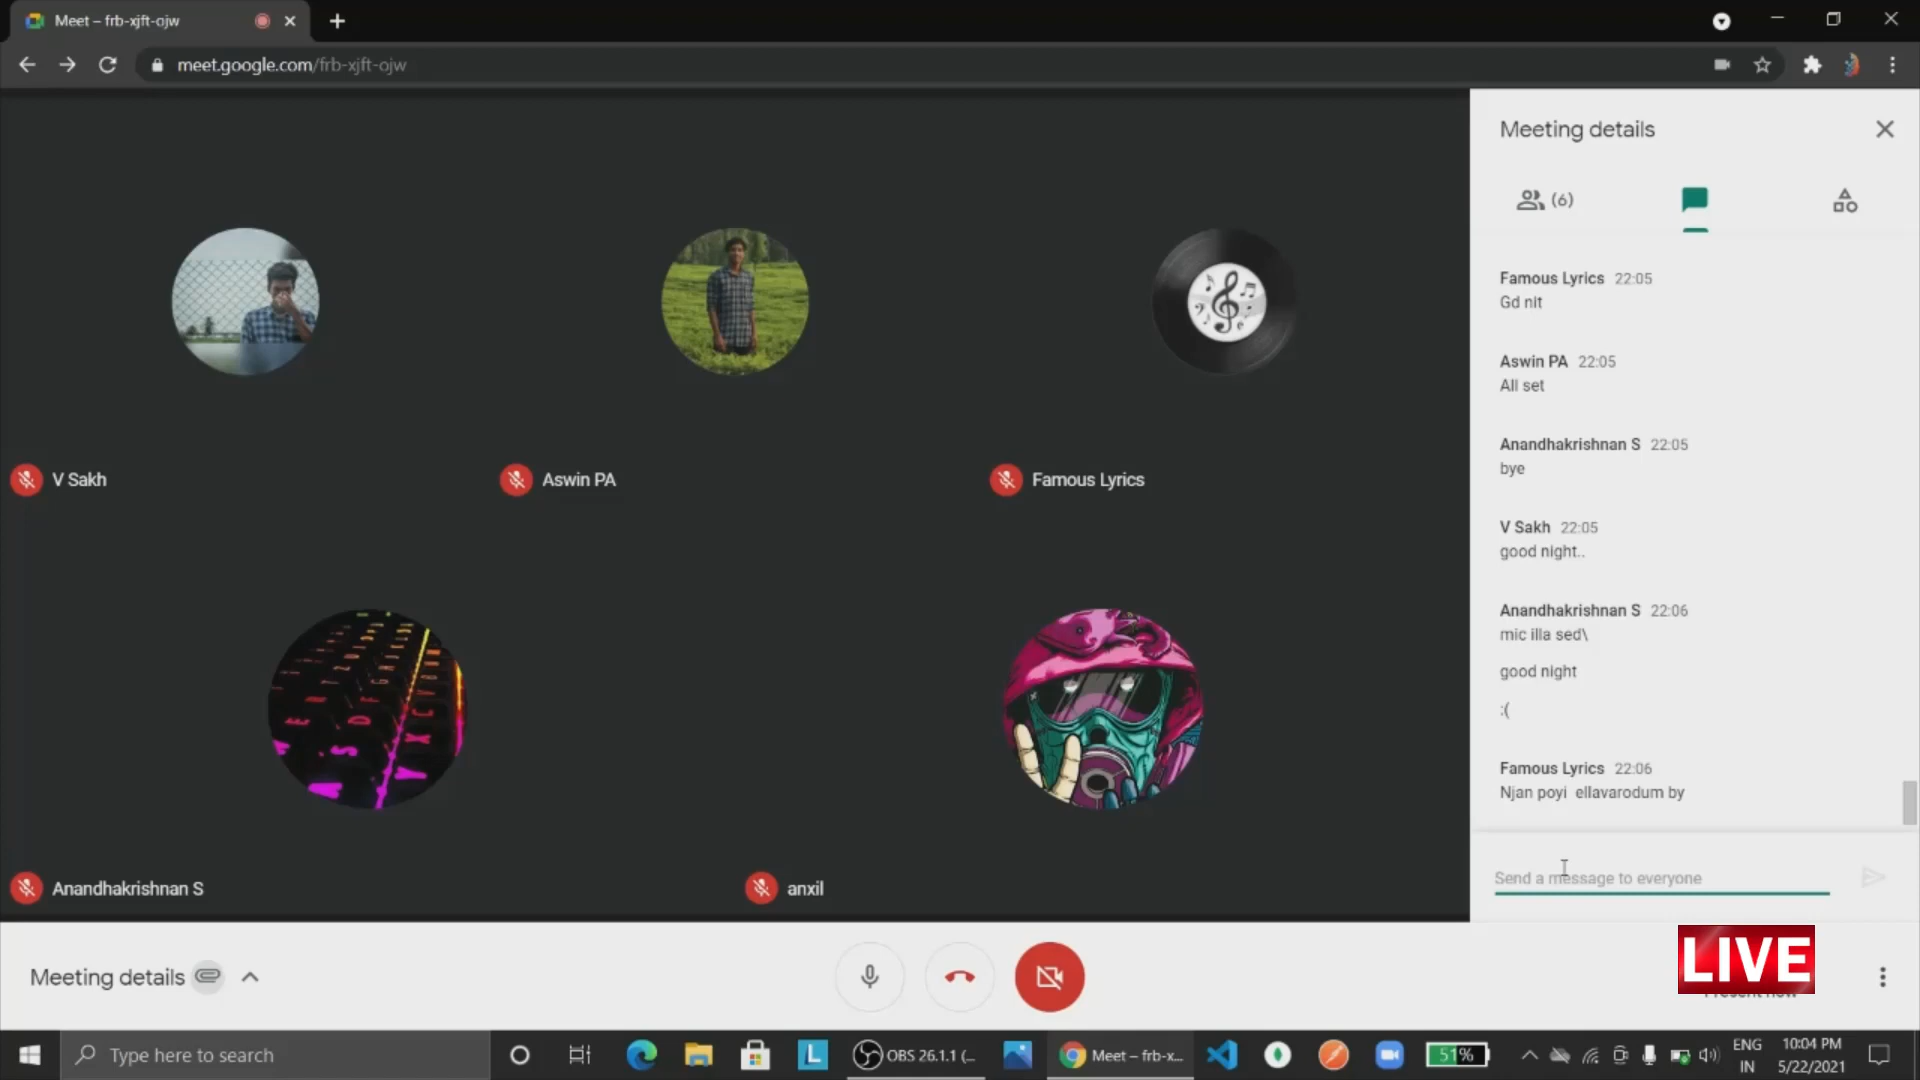 Meet – frb-xjft-ojw
meet.google.com/frb-xjft-ojw
Meeting details
(6)
Famous Lyrics 22:05
Gd nit
Aswin PA 22:05
All set
Anandhakrishnan S 22:05
bye
V Sakh 22:05
good night..
Anandhakrishnan S 22:06
mic illa sed\
good night
:(
Famous Lyrics 22:06
Njan poyi ellavarodum by
Send a message to everyone
V Sakh
Aswin PA
Famous Lyrics
Anandhakrishnan S
anxil
Meeting details
LIVE
Present now
Type here to search
L
OBS 26.1.1 (...
Meet – frb-x...
51%
ENG
IN
10:04 PM
5/22/2021